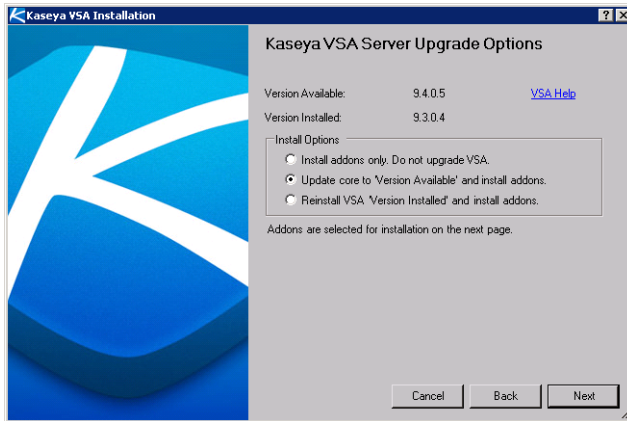 Kaseya VSA Installation
Kaseya VSA Server Upgrade Options
Version Available: 9.4.0.5 VSA Help
Version Installed: 9.3.0.4
Install Options
Install addons only. Do not upgrade VSA.
Update core to 'Version Available' and install addons.
Reinstall VSA 'Version Installed' and install addons.
Addons are selected for installation on the next page.
Cancel Back Next